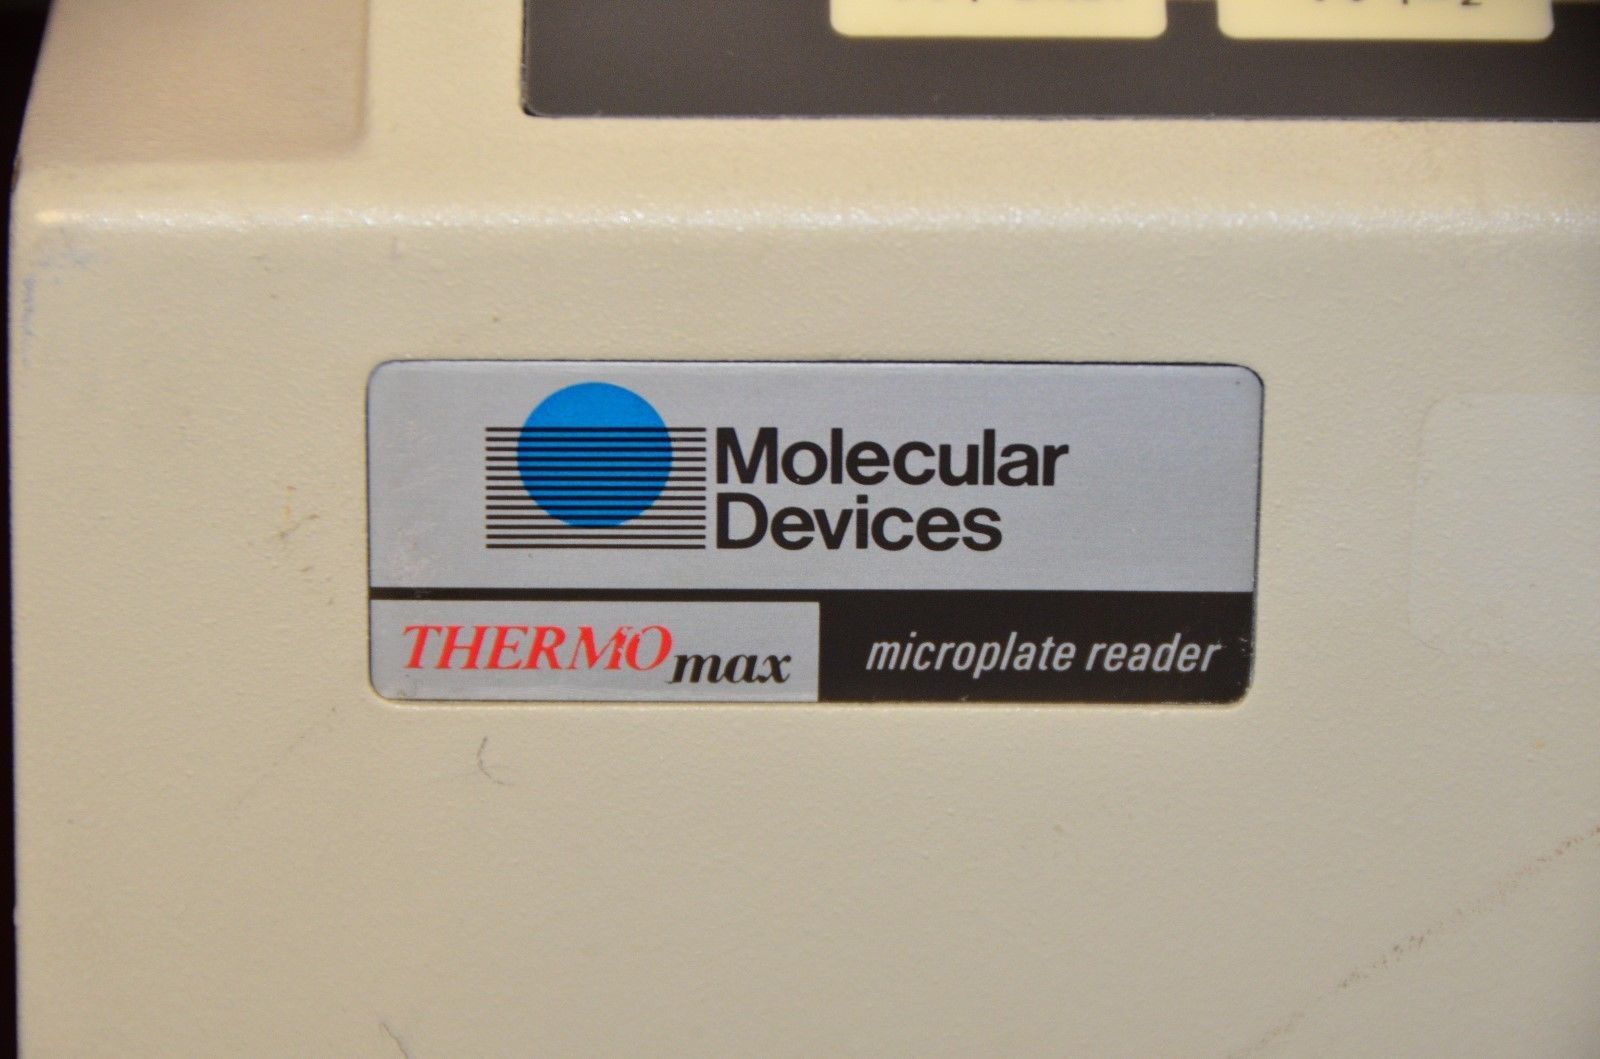 Molecular
Devices
THERMOmax
microplate reader